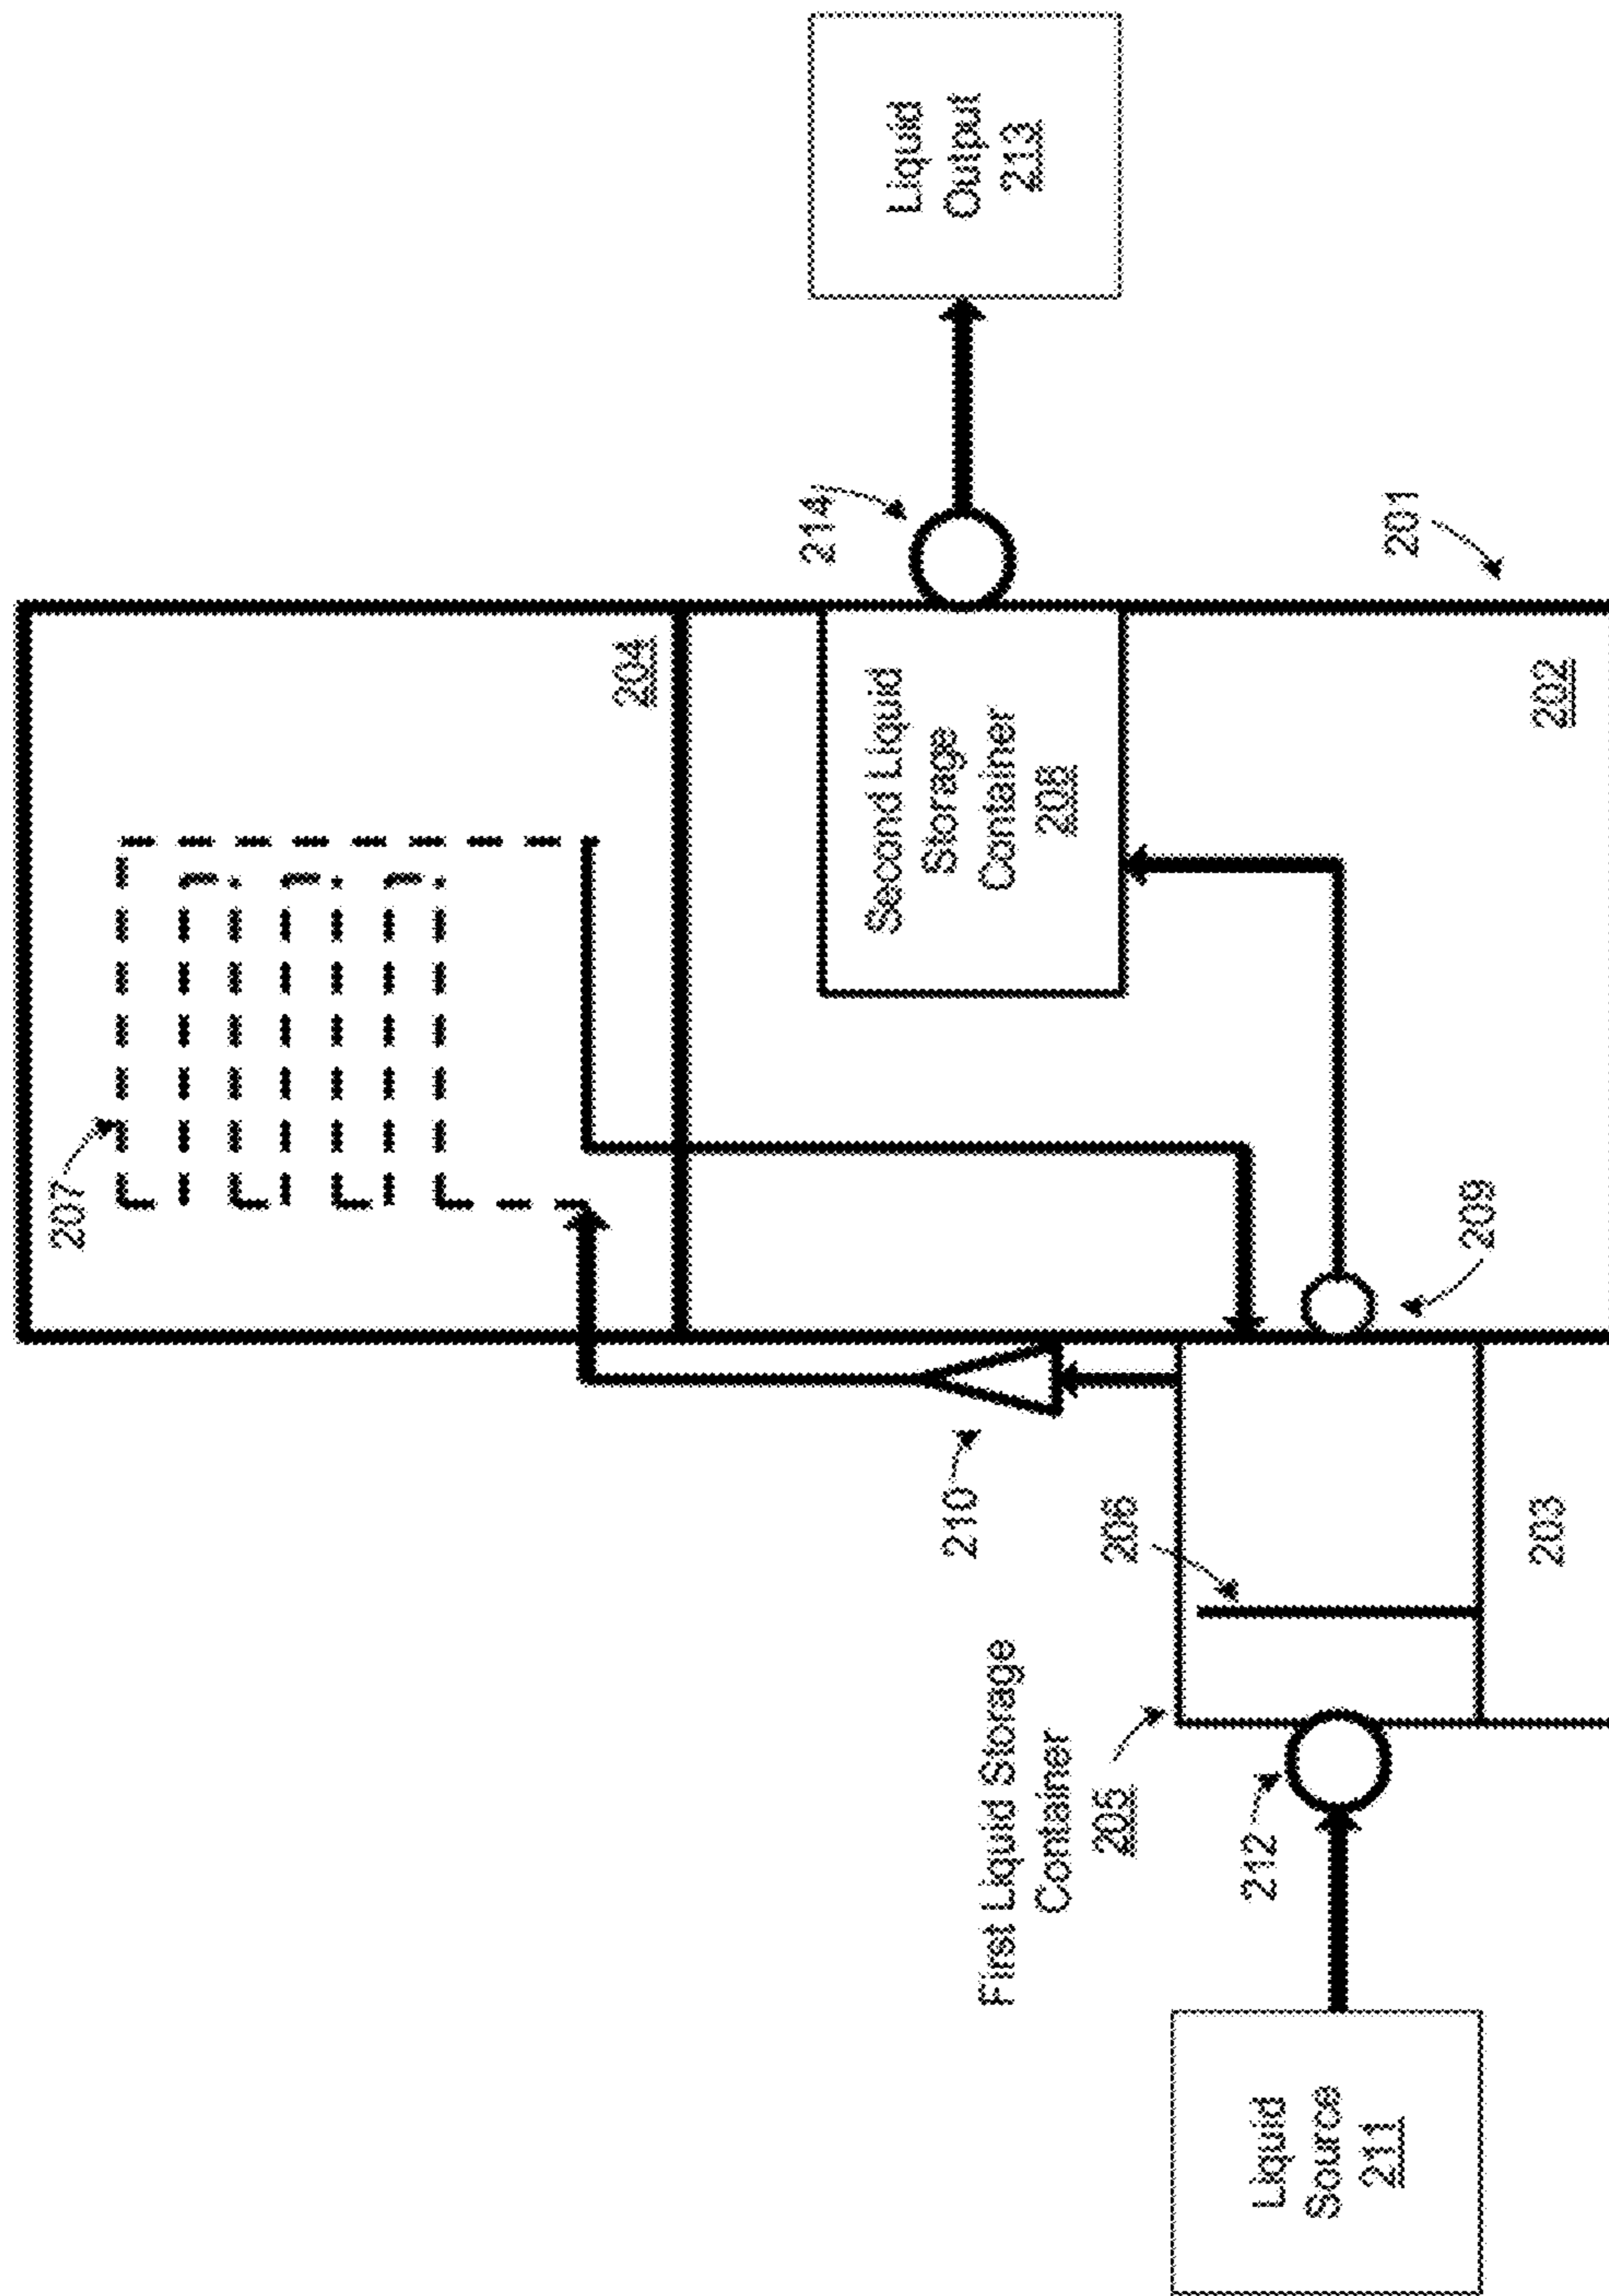 207
204
Liquid
Output
213
214
Second Liquid
Storage
Container
208
201
202
209
210
206
203
First Liquid Storage
Container
205
212
Liquid
Source
211